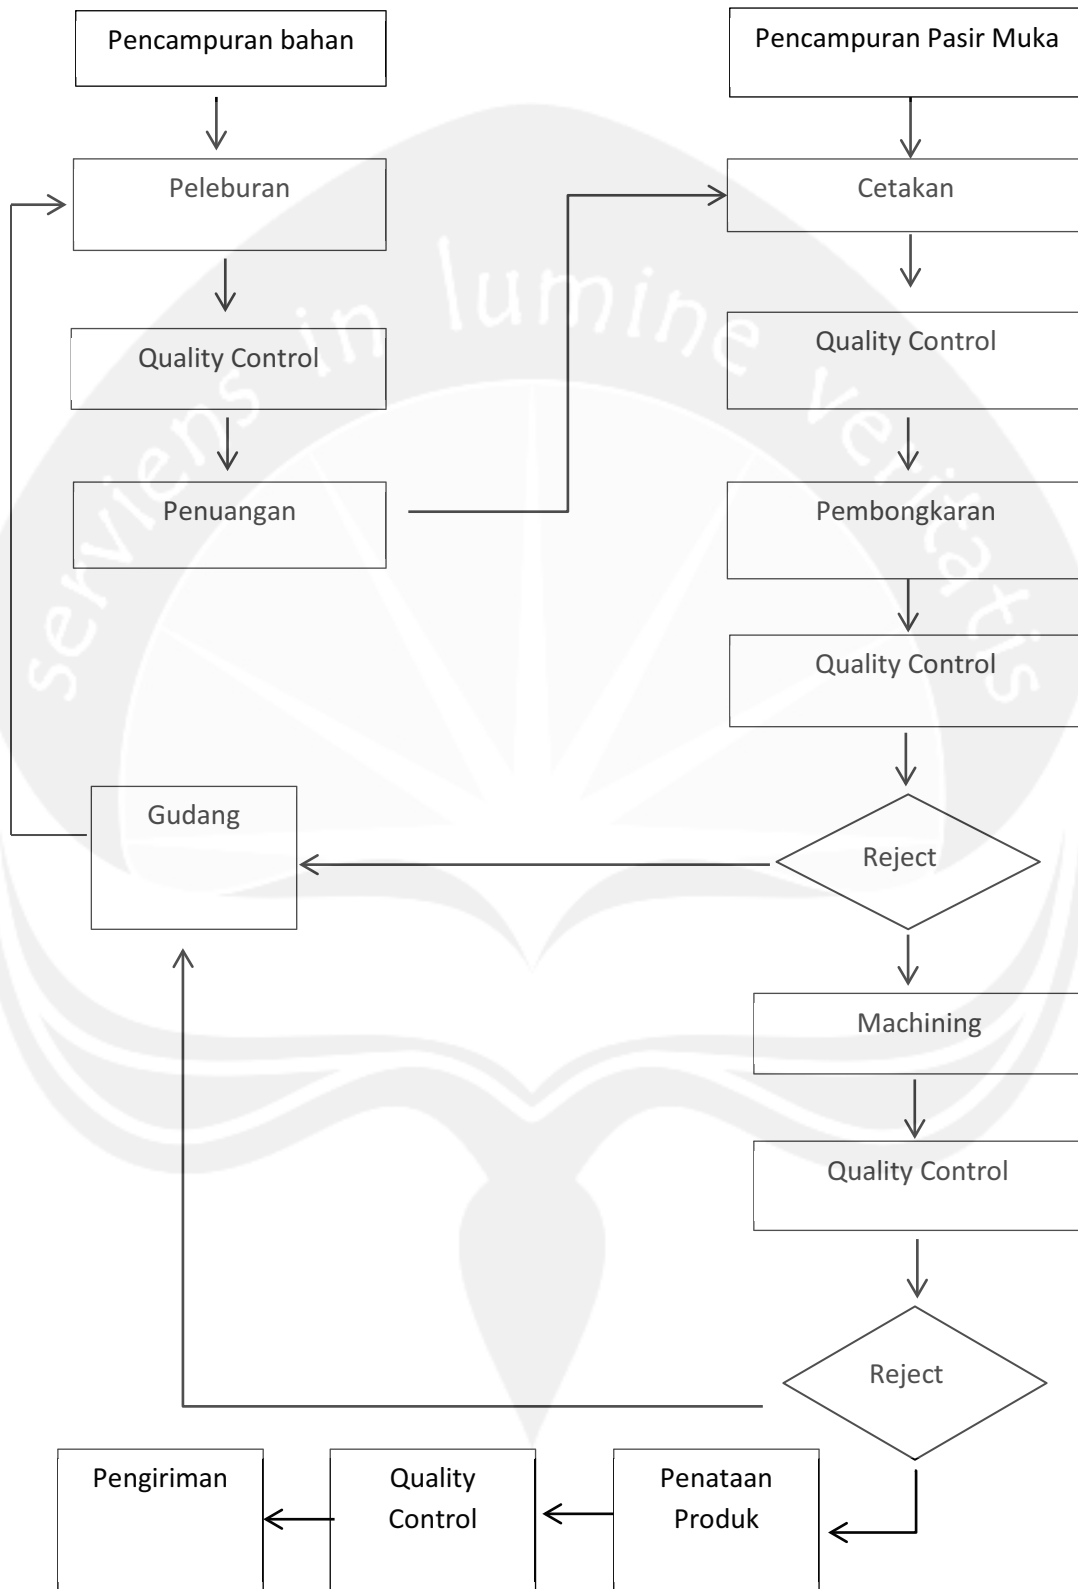 Pencampuran bahan
Pencampuran Pasir Muka
Peleburan
Cetakan
serviens in lumine veritatis
Quality Control
Quality Control
Penuangan
Pembongkaran
Quality Control
Gudang
Reject
Machining
Quality Control
Reject
Pengiriman
Quality
Control
Penataan
Produk